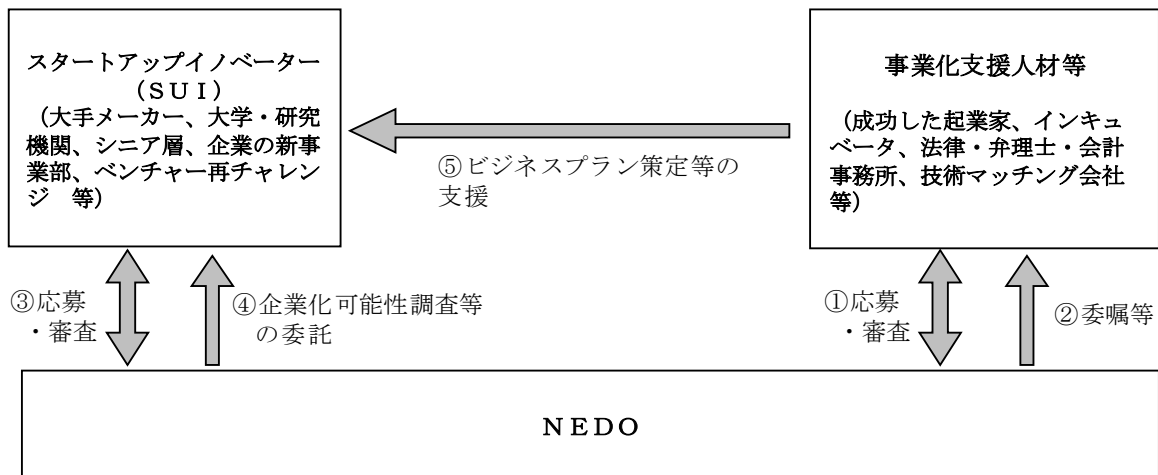 スタートアップイノベーター
(SUI)
(大手メーカー、大学・研究
機関、シニア層、企業の新事
業部、ベンチャー再チャレン
ジ 等)
事業化支援人材等
(成功した起業家、インキュ
ベータ、法律・弁理士・会計
事務所、技術マッチング会社
等)
⑤ビジネスプラン策定等の
支援
③応募
・審査
④企業化可能性調査等
の委託
①応募
・審査
②委嘱等
NEDO